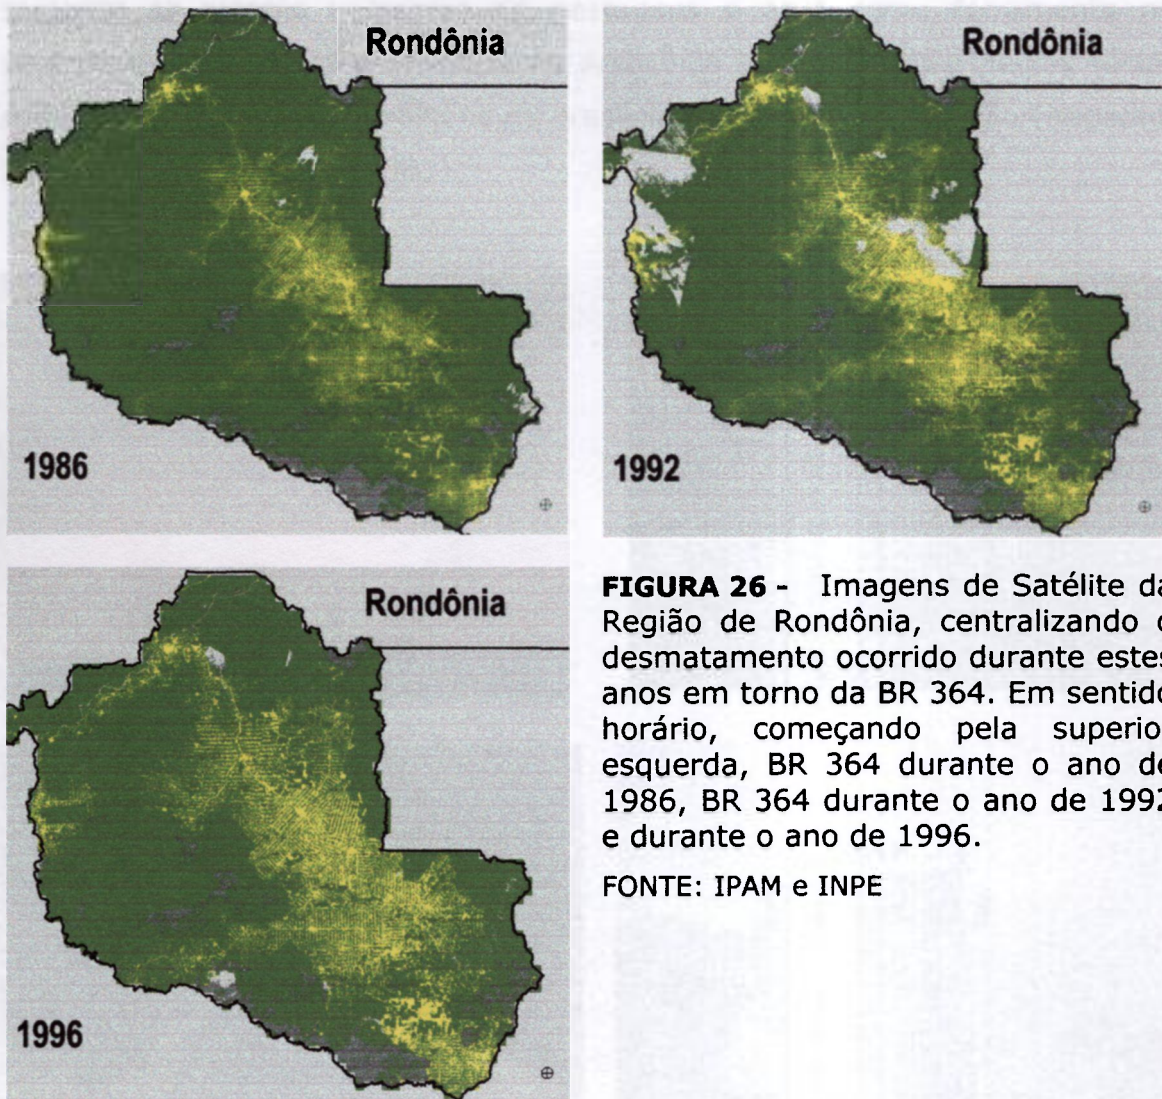 Rondônia
1986
Rondônia
1992
Rondônia
1996
FIGURA 26 - Imagens de Satélite da
Região de Rondônia, centralizando o
desmatamento ocorrido durante estes
anos em torno da BR 364. Em sentido
horário, começando pela superior
esquerda, BR 364 durante o ano de
1986, BR 364 durante o ano de 1992
e durante o ano de 1996.
FONTE: IPAM e INPE